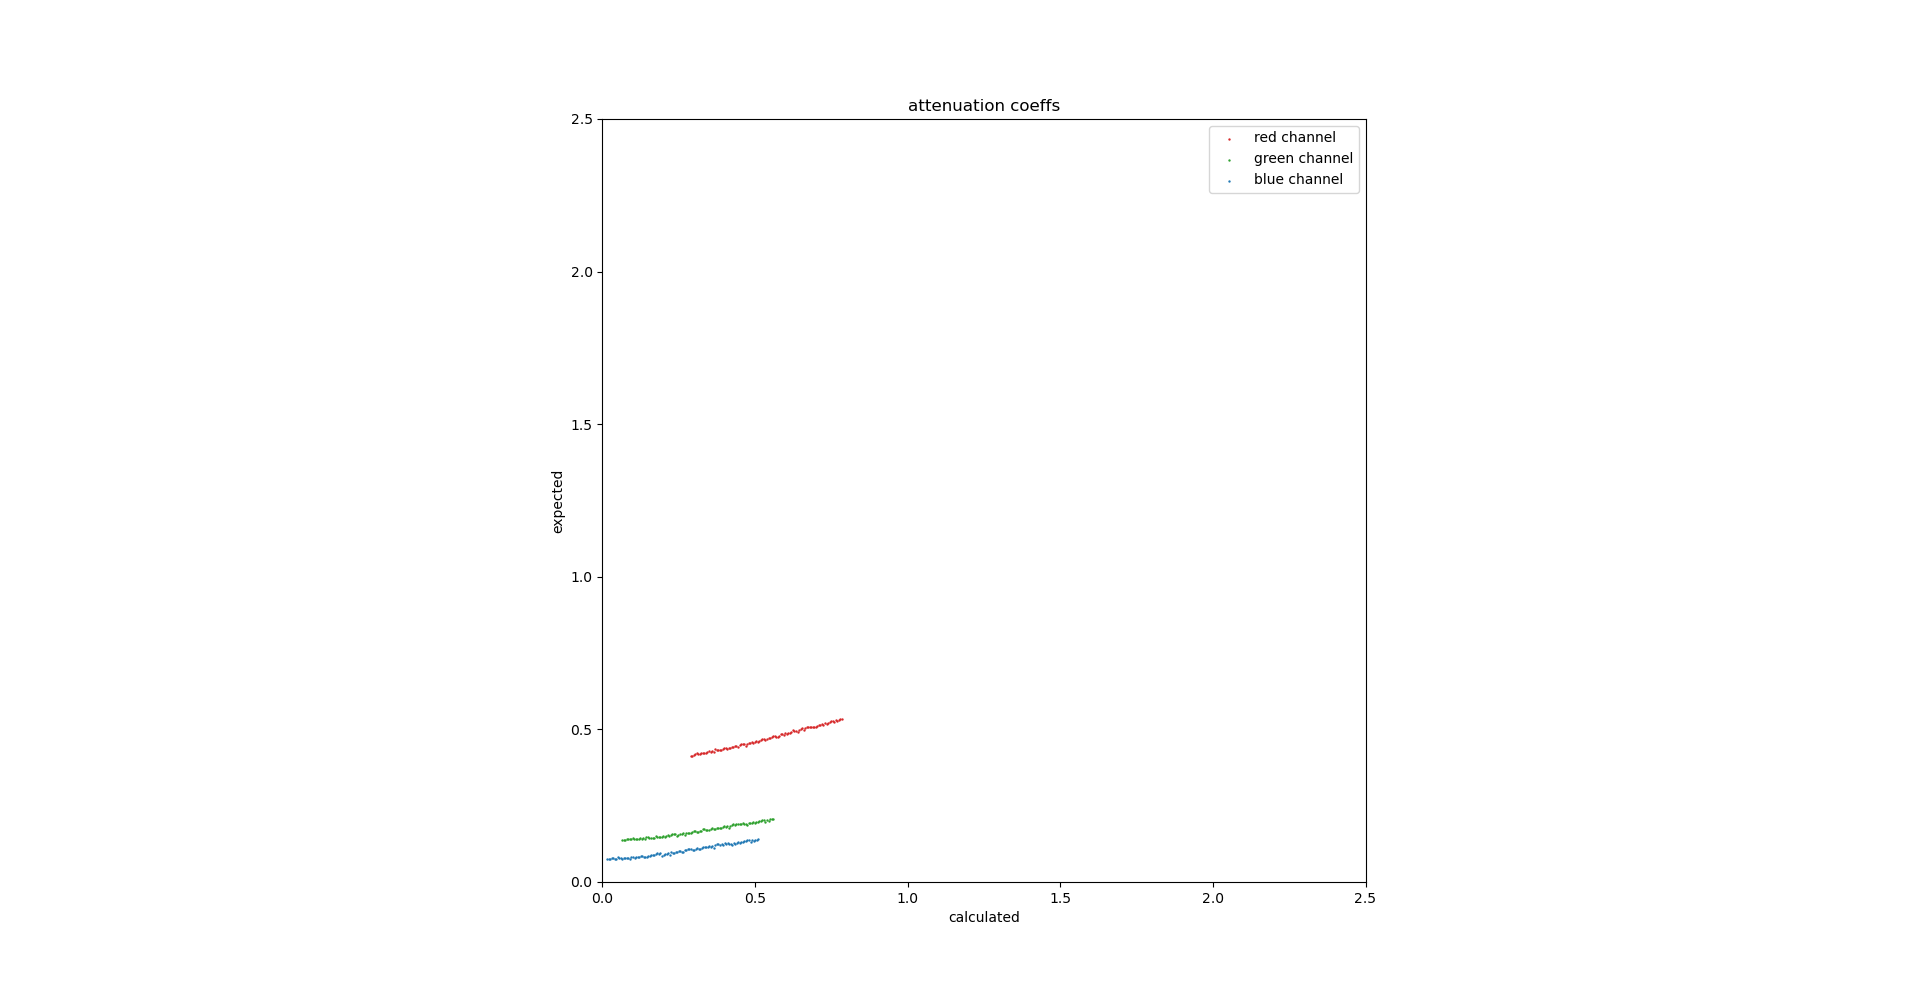 attenuation coeffs
2.5
2.0
1.5
1.0
0.5
0.0
expected
red channel
green channel
blue channel
0.0 0.5 1.0 1.5 2.0 2.5
calculated